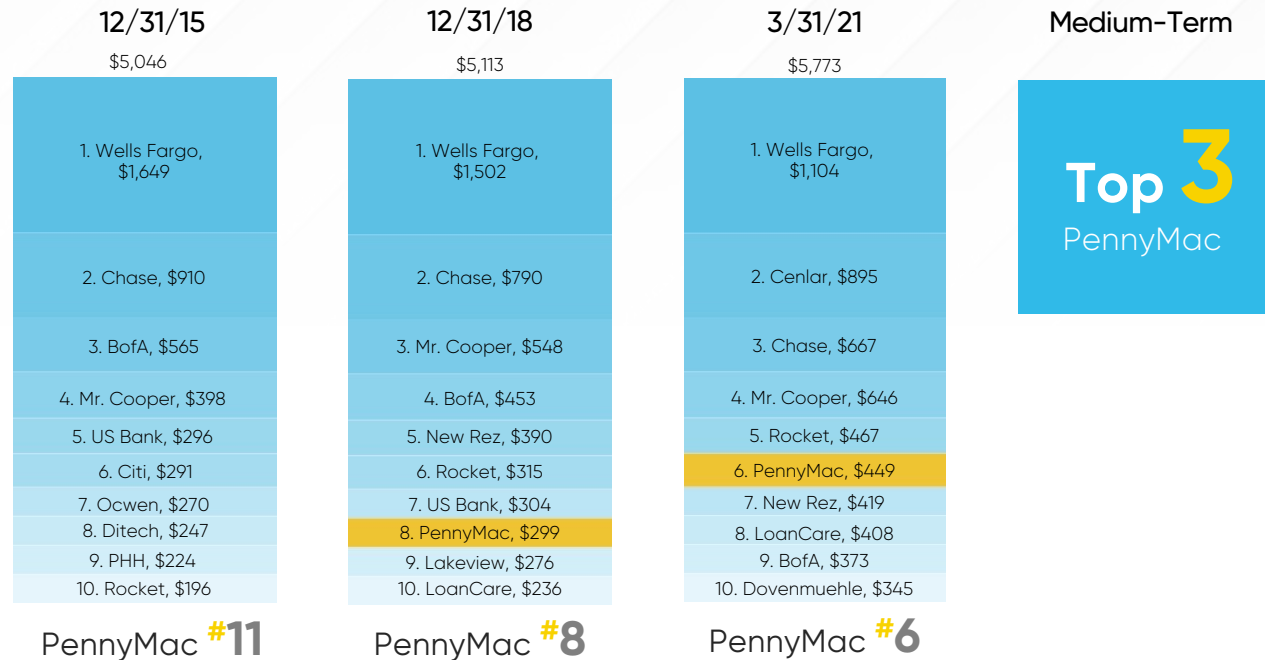 12/31/15
$5,046
1. Wells Fargo,
$1,649
2. Chase, $910
3. BofA, $565
4. Mr. Cooper, $398
5. US Bank, $296
6. Citi, $291
7. Ocwen, $270
8. Ditech, $247
9. PHH, $224
10. Rocket, $196
PennyMac #11
12/31/18
$5,113
1. Wells Fargo,
$1,502
2. Chase, $790
3. Mr. Cooper, $548
4. BofA, $453
5. New Rez, $390
6. Rocket, $315
7. US Bank, $304
8. PennyMac, $299
9. Lakeview, $276
10. LoanCare, $236
PennyMac #8
3/31/21
$5,773
1. Wells Fargo,
$1,104
2. Cenlar, $895
3. Chase, $667
4. Mr. Cooper, $646
5. Rocket, $467
6. PennyMac, $449
7. New Rez, $419
8. LoanCare, $408
9. BofA, $373
10. Dovenmuehle, $345
PennyMac #6
Medium-Term
Top 3
PennyMac